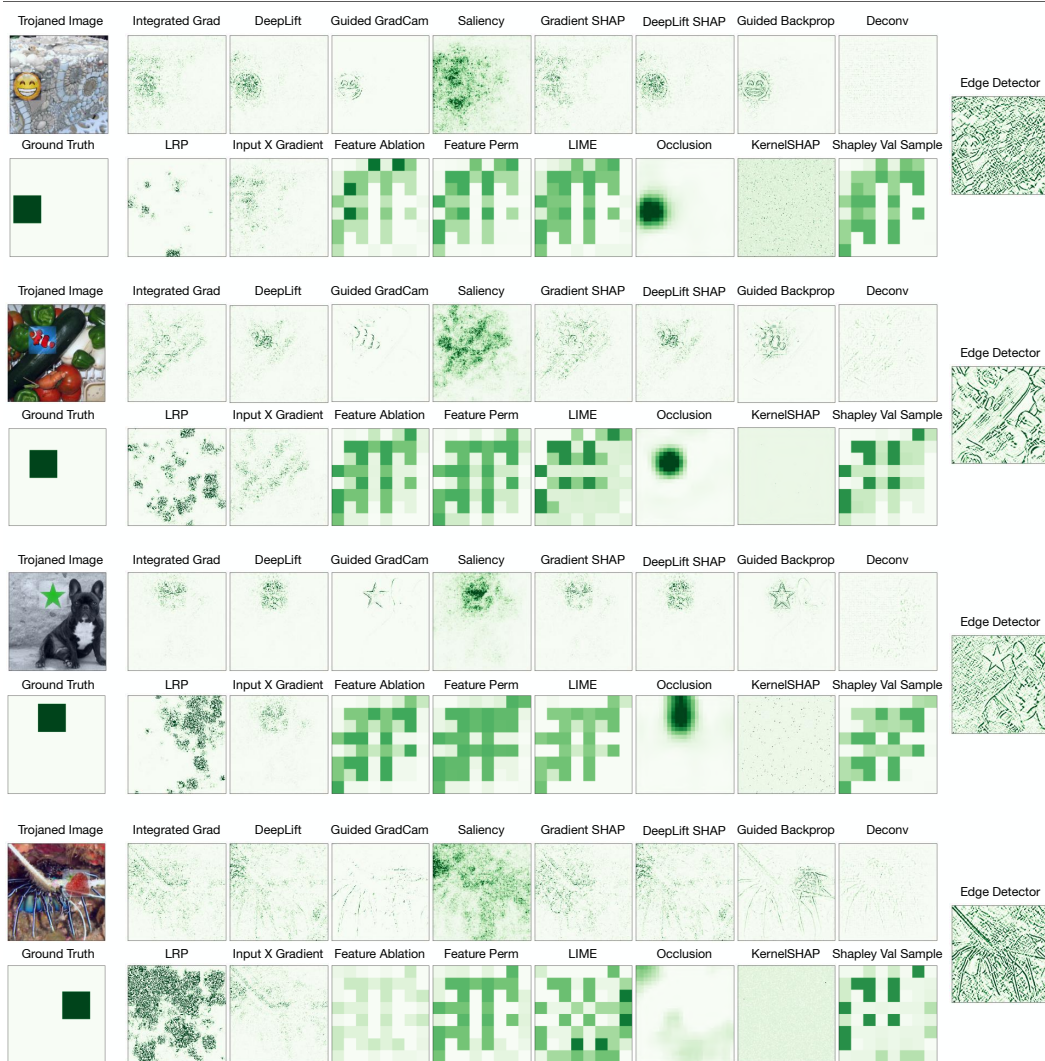 Trojaned Image Integrated Grad DeepLift Guided GradCam Saliency Gradient SHAP DeepLift SHAP Guided Backprop Deconv
Edge Detector
Ground Truth LRP Input X Gradient Feature Ablation Feature Perm LIME Occlusion KernelSHAP Shapley Val Sample
Trojaned Image Integrated Grad DeepLift Guided GradCam Saliency Gradient SHAP DeepLift SHAP Guided Backprop Deconv
Edge Detector
Ground Truth LRP Input X Gradient Feature Ablation Feature Perm LIME Occlusion KernelSHAP Shapley Val Sample
Trojaned Image Integrated Grad DeepLift Guided GradCam Saliency Gradient SHAP DeepLift SHAP Guided Backprop Deconv
Edge Detector
Ground Truth LRP Input X Gradient Feature Ablation Feature Perm LIME Occlusion KernelSHAP Shapley Val Sample
Trojaned Image Integrated Grad DeepLift Guided GradCam Saliency Gradient SHAP DeepLift SHAP Guided Backprop Deconv
Edge Detector
Ground Truth LRP Input X Gradient Feature Ablation Feature Perm LIME Occlusion KernelSHAP Shapley Val Sample